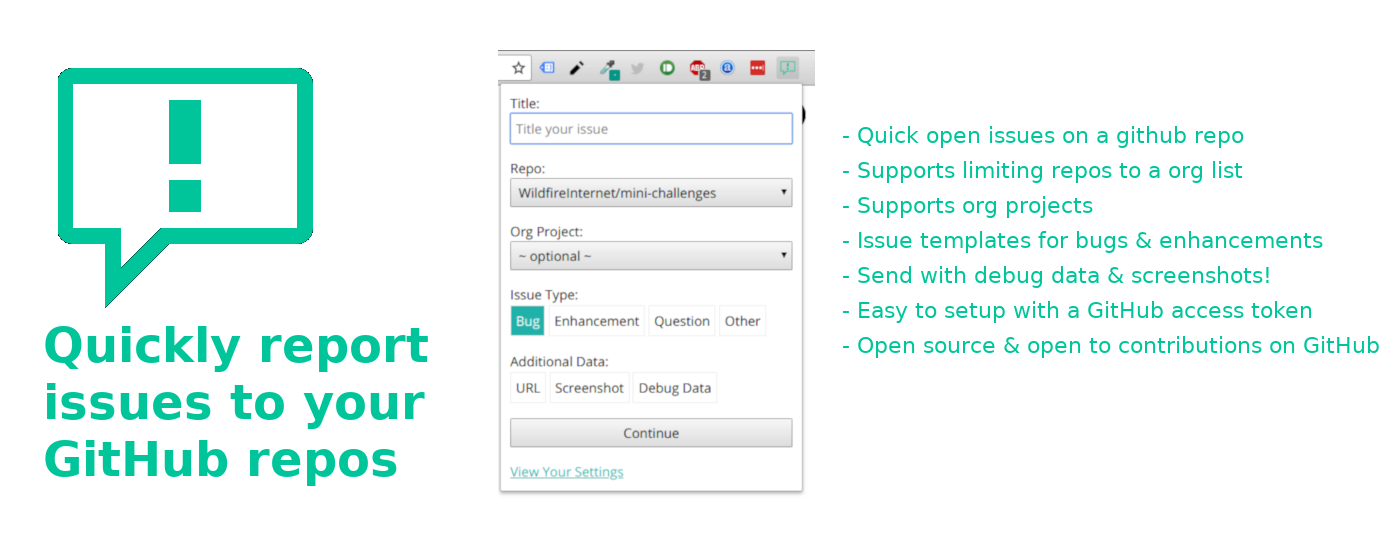 Quickly report
issues to your
GitHub repos
ABP
2
a
Title:
Title your issue
Repo:
WildfireInternet/mini-challenges
Org Project:
~ optional ~
Issue Type:
Bug Enhancement Question Other
Additional Data:
URL Screenshot Debug Data
Continue
View Your Settings
- Quick open issues on a github repo
- Supports limiting repos to a org list
- Supports org projects
- Issue templates for bugs & enhancements
- Send with debug data & screenshots!
- Easy to setup with a GitHub access token
- Open source & open to contributions on GitHub